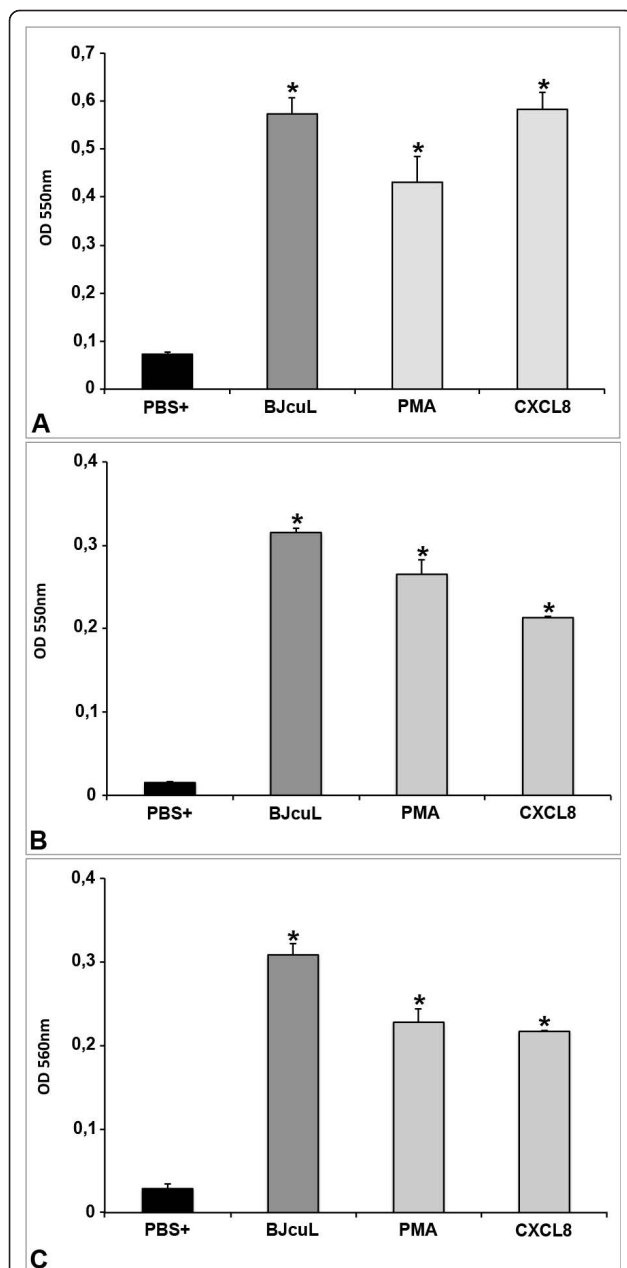 0,7
0,6
0,5
0,4
0,3
0,2
0,1
0
OD 550nm
* * *
PBS+ BJcuL PMA CXCL8
A
0,4
0,3
0,2
0,1
0
OD 550nm
* * *
PBS+ BJcuL PMA CXCL8
B
0,4
0,3
0,2
0,1
0
OD 560nm
* * *
PBS+ BJcuL PMA CXCL8
C